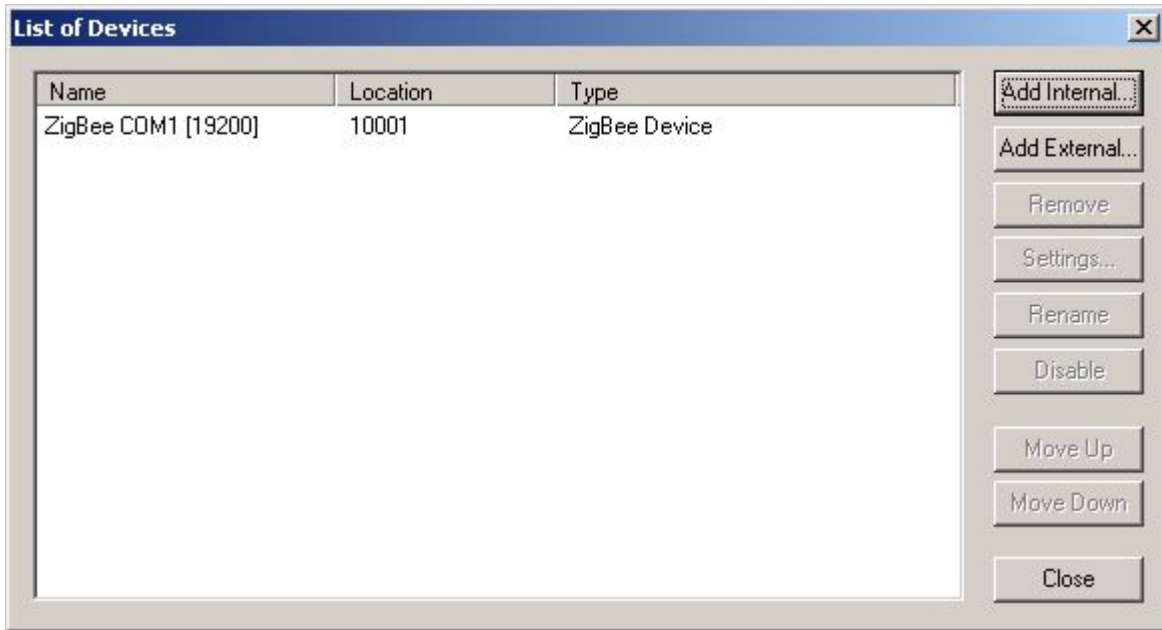 List of Devices
Name Location Type
ZigBee COM1 [19200] 10001 ZigBee Device
Add Internal...
Add External...
Remove
Settings...
Rename
Disable
Move Up
Move Down
Close